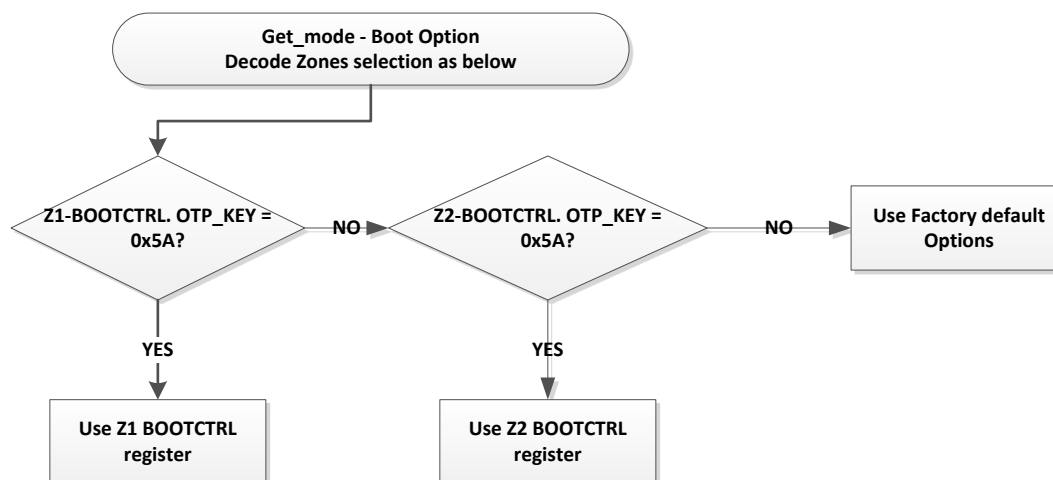 Get_mode - Boot Option
Decode Zones selection as below
Z1-BOOTCTRL. OTP_KEY =
0x5A?
NO
Z2-BOOTCTRL. OTP_KEY =
0x5A?
NO
Use Factory default
Options
YES
YES
Use Z1 BOOTCTRL
register
Use Z2 BOOTCTRL
register